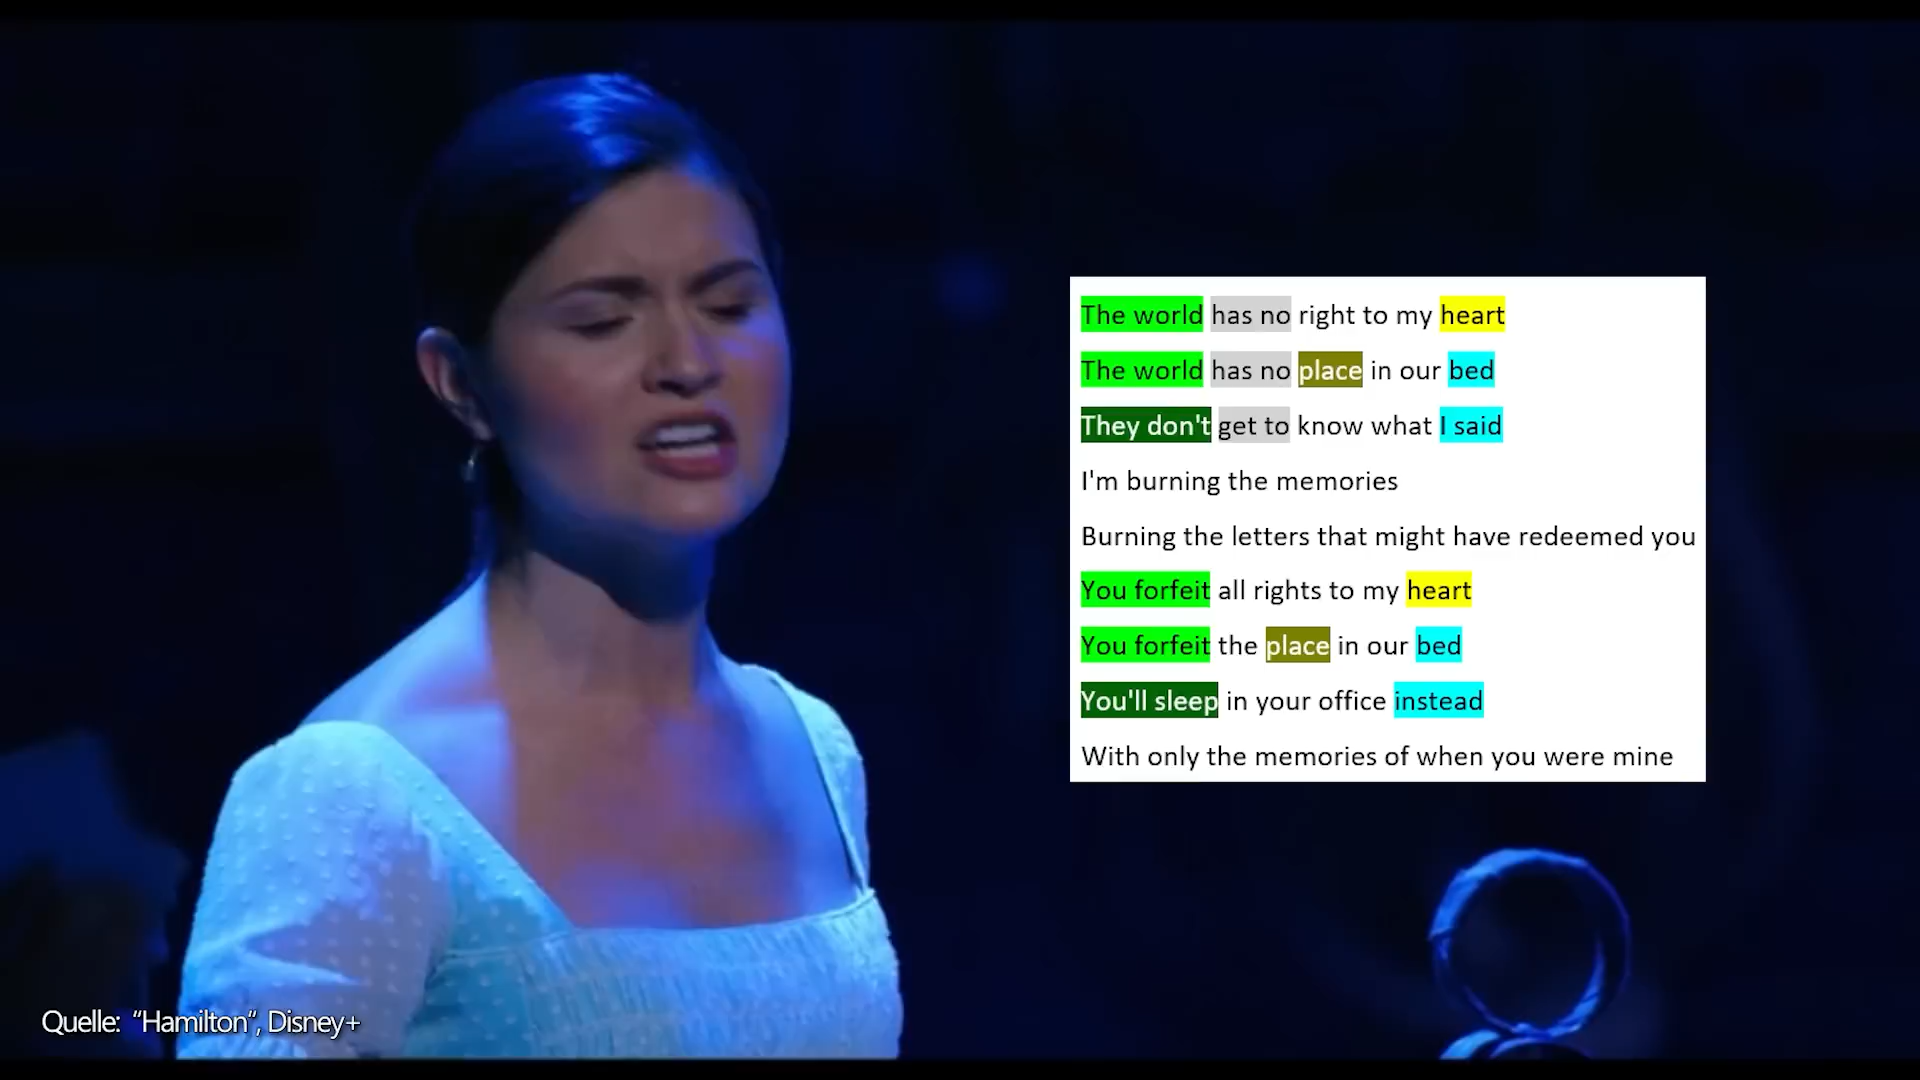 The world has no right to my heart
The world has no place in our bed
They don't get to know what I said
I'm burning the memories
Burning the letters that might have redeemed you
You forfeit all rights to my heart
You forfeit the place in our bed
You'll sleep in your office instead
With only the memories of when you were mine
Quelle: “Hamilton“, Disney+